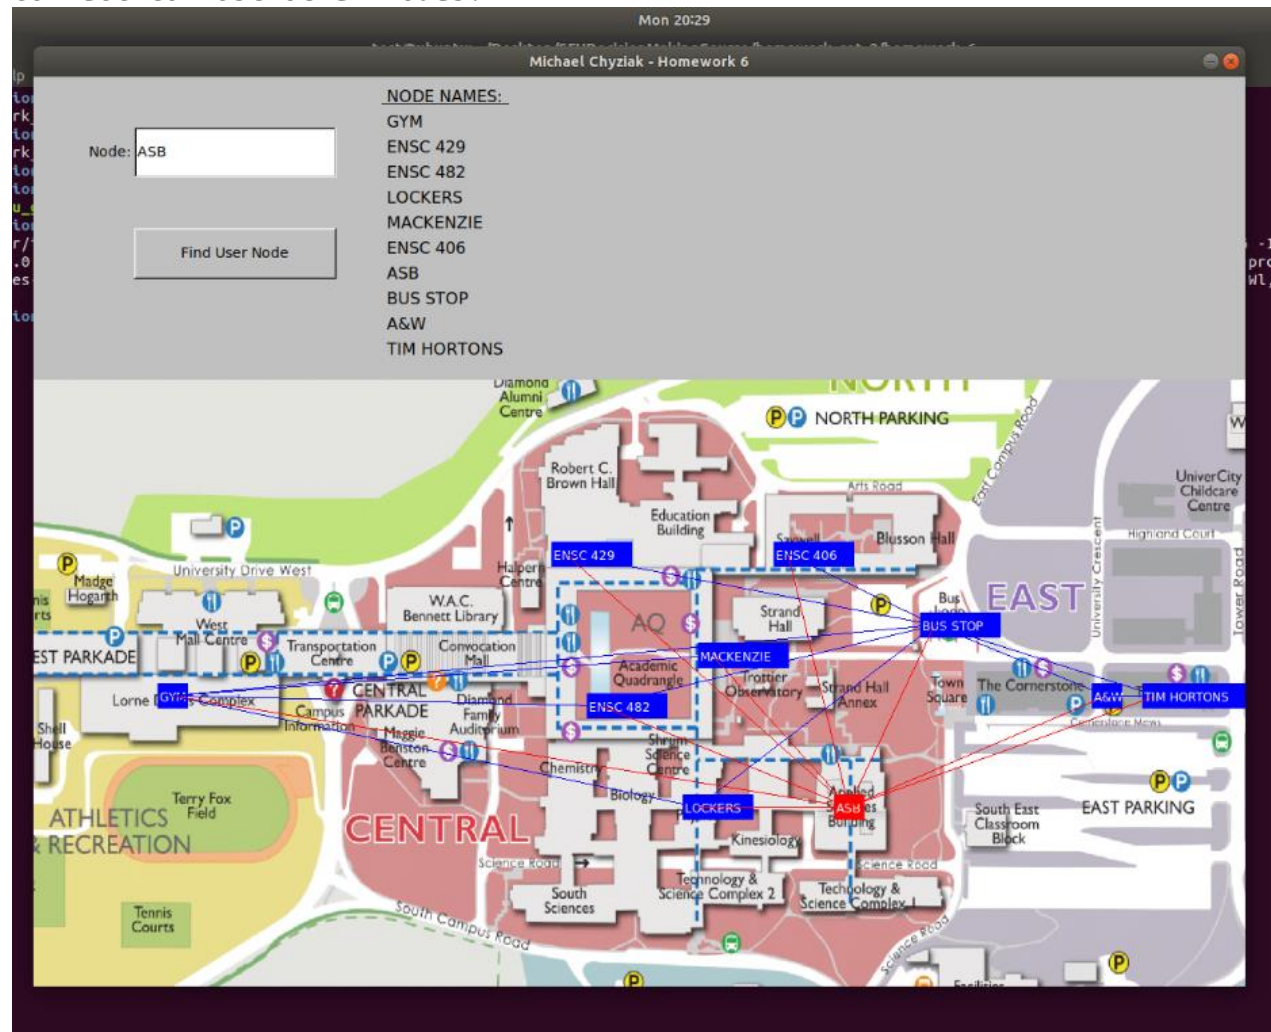 Mon 20:29
Michael Chyziak - Homework 6
NODE NAMES:
GYM
ENSC 429
Node: ASB
ENSC 482
LOCKERS
MACKENZIE
Find User Node
ENSC 406
ASB
BUS STOP
A&W
TIM HORTONS
NORTH
Diamond
Alumni
Centre
NORTH PARKING
East Campus Road
Robert C.
Brown Hall
UniverCity
Childcare
Centre
Arts Road
Education
Building
Blusson Hall
Highland Court
ENSC 429
ENSC 406
University Drive West
Halpern
Centre
University Crescent
Tower Road
Madge
Hogarth
W.A.C.
Bennett Library
Strand
Hall
Bus
EAST
AQ
BUS STOP
West
Mall Centre
Transportation
Centre
Convocation
Mall
MACKENZIE
EST PARKADE
Academic
Quadrangle
Trottier
Observatory
Strand Hall
Annex
Town
Square
The Cornerstone
A&W
TIM HORTONS
GYM
Lorne
Complex
CENTRAL
PARKADE
Campus
Information
Diamond
Family
Auditorium
ENSC 482
Cornerstone Mews
Shell
House
Maggie
Benston
Centre
Shrum
Science
Centre
Chemistry
Biology
LOCKERS
ASB
Applied
Building
Terry Fox
Field
ATHLETICS
& RECREATION
CENTRAL
Kinesiology
South East
Classroom
Block
EAST PARKING
Science Road
Science Road
South
Sciences
Technology &
Science Complex 2
Technology &
Science Complex 1
Tennis
Courts
South Campus Road
Science Road